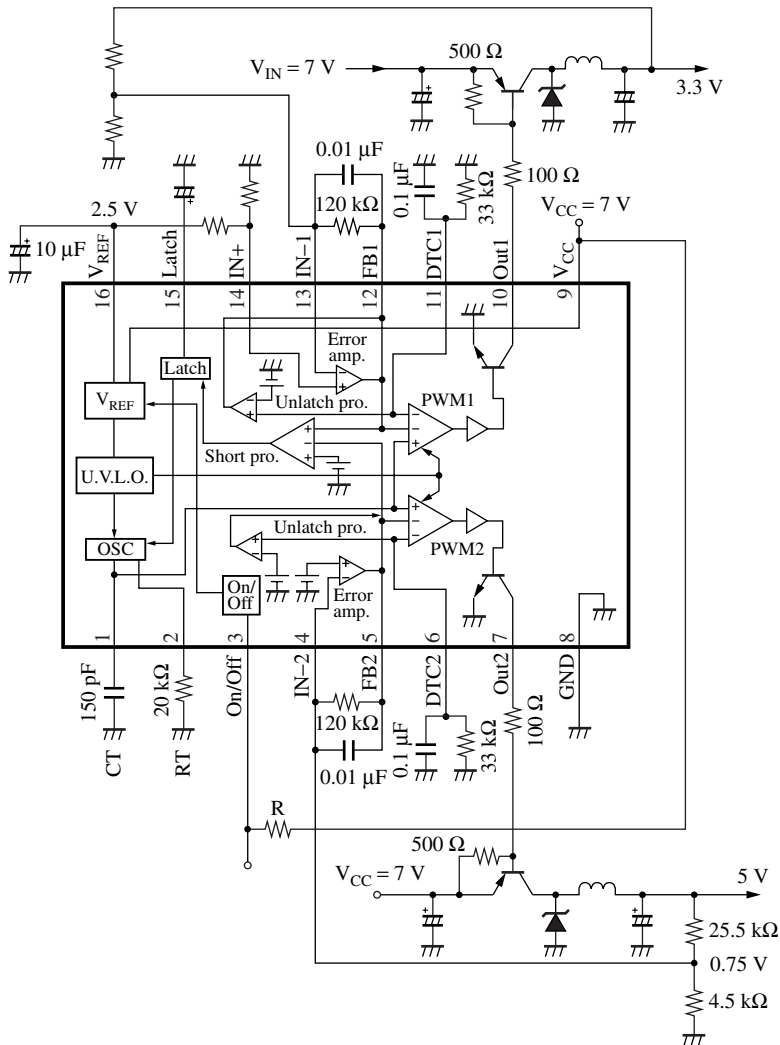 V_IN = 7 V
500 Ω
3.3 V
0.01 µF
0.1 µF
33 kΩ
100 Ω
120 kΩ
V_CC = 7 V
2.5 V
10 µF
V_REF
Latch
IN+
IN−1
FB1
DTC1
Out1
V_CC
16
15
14
13
12
11
10
9
Error
amp.
Latch
V_REF
Unlatch pro.
PWM1
−
+
+
−
−
+
Short pro.
+
−
+
U.V.L.O.
+
−
−
Unlatch pro.
PWM2
OSC
+
−
+
−
On/
Off
Error
amp.
1
2
3
4
5
6
7
8
150 pF
CT
20 kΩ
RT
On/Off
IN−2
FB2
DTC2
Out2
GND
120 kΩ
0.01 µF
0.1 µF
33 kΩ
100 Ω
R
500 Ω
V_CC = 7 V
5 V
25.5 kΩ
0.75 V
4.5 kΩ